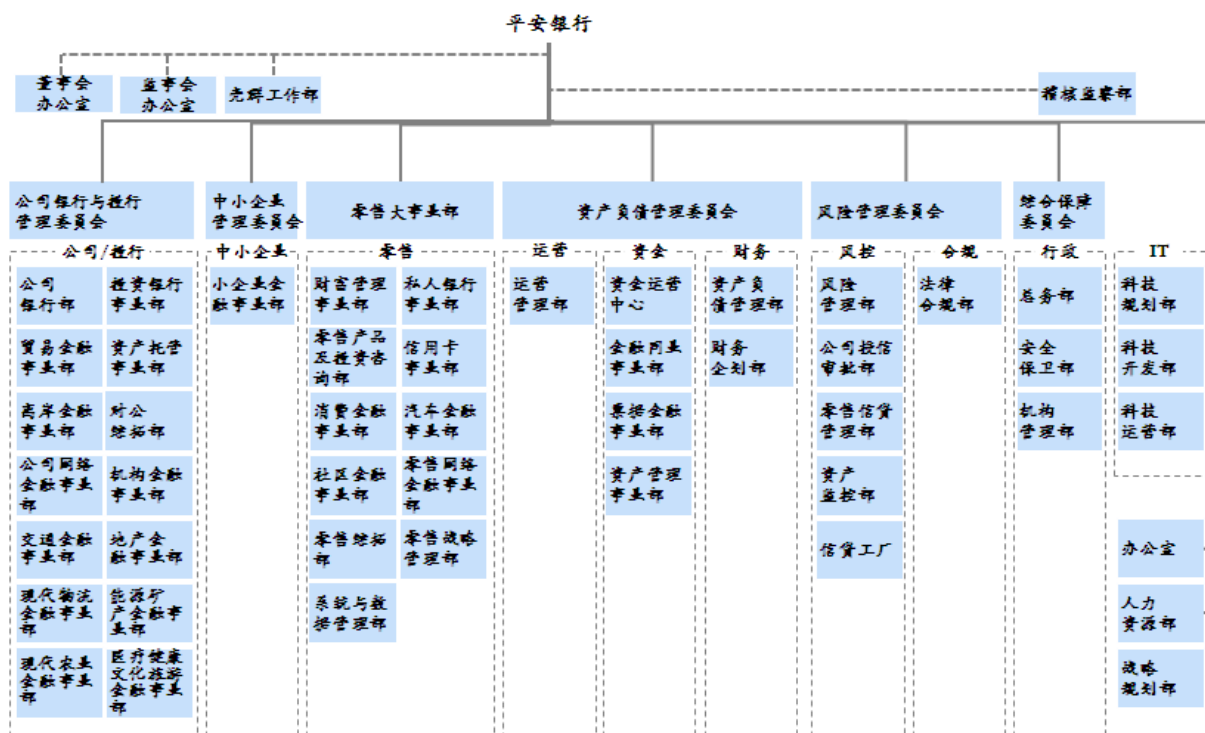 平安银行
董事会
办公室
监事会
办公室
党群工作部
稽核监察部
公司银行与投行
管理委员会
中小企业
管理委员会
零售大事业部
资产负债管理委员会
风险管理委员会
综合保障
委员会
公司/投行
中小企业
零售
运营
资金
财务
风控
合规
行政
IT
公司
银行部
投资银行
事业部
小企业金
融事业部
财富管理
事业部
私人银行
事业部
运营
管理部
资金运营
中心
资产负
债管理部
风险
管理部
法律
合规部
总务部
科技
规划部
贸易金融
事业部
资产托管
事业部
零售产品
及投资咨
询部
信用卡
事业部
金融同业
事业部
财务
企划部
公司授信
审批部
安全
保卫部
科技
开发部
离岸金融
事业部
对公
综拓部
消费金融
事业部
汽车金融
事业部
票据金融
事业部
零售信贷
管理部
机构
管理部
科技
运营部
公司网络
金融事业
部
机构金融
事业部
社区金融
事业部
零售网络
金融事业
部
资产管理
事业部
资产
监控部
交通金融
事业部
地产金
融事业部
零售综拓
部
零售战略
管理部
信贷工厂
办公室
现代物流
金融事业
部
能源矿
产金融事
业部
系统与数
据管理部
人力
资源部
现代农业
金融事业
部
医疗健康
文化旅游
金融事业
部
战略
规划部